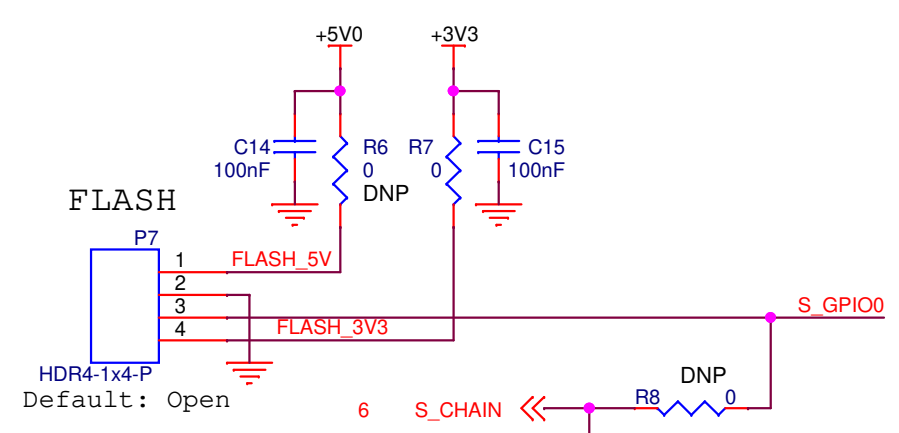 +5V0
+3V3
C14
100nF
R6
0
DNP
R7
0
C15
100nF
FLASH
P7
1
2
3
4
FLASH_5V
FLASH_3V3
S_GPIO0
HDR4-1x4-P
Default: Open
DNP
R8
0
6
S_CHAIN